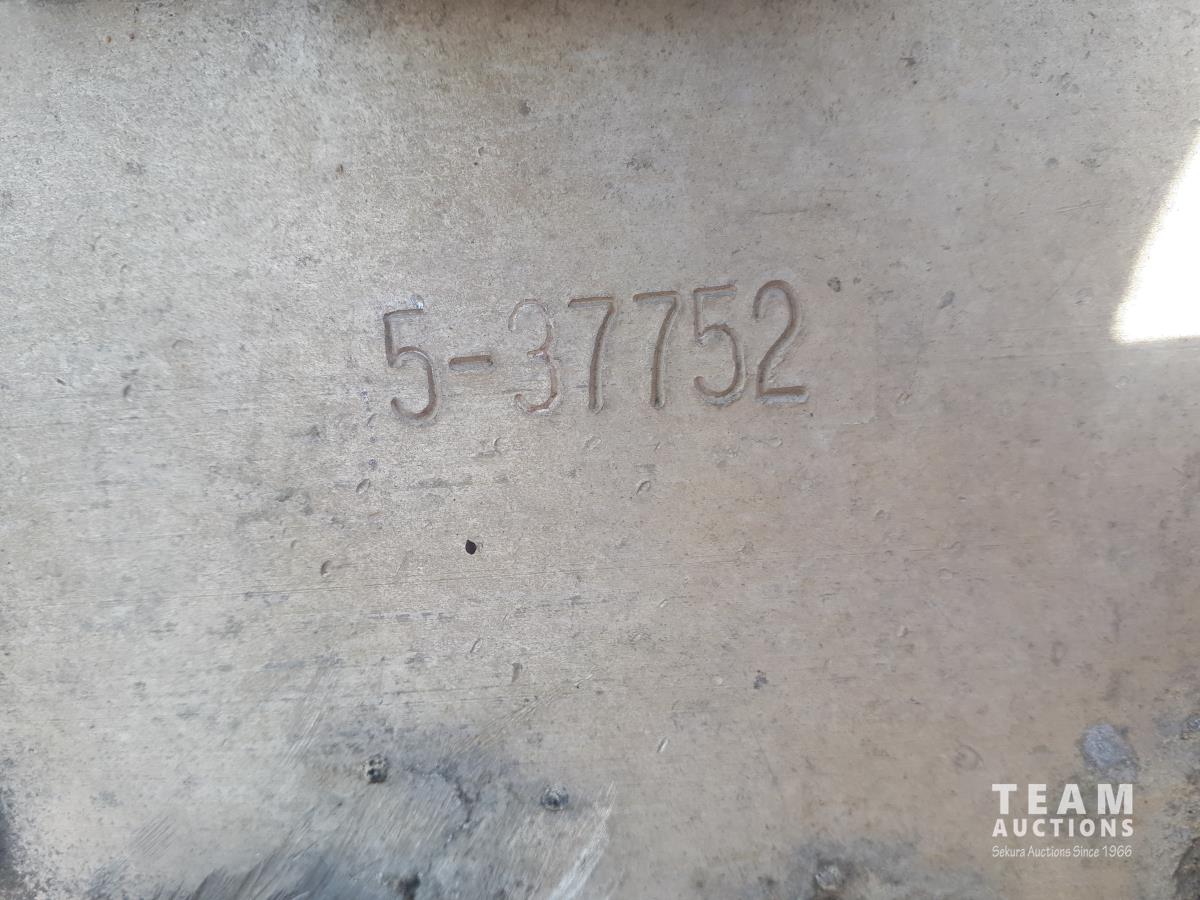 5-37752
TEAM
AUCTIONS
Sekura Auctions Since 1966